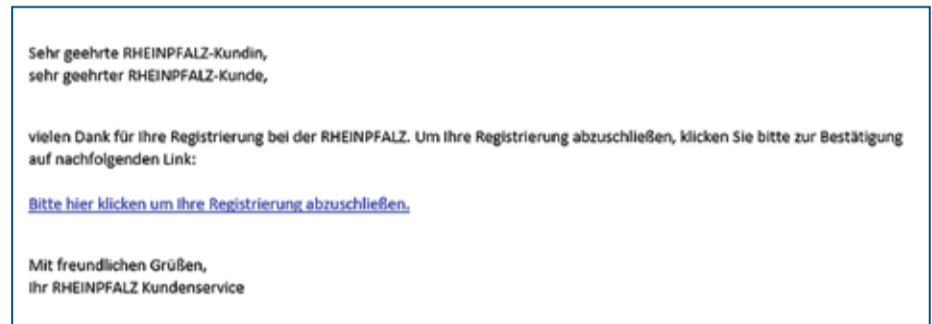 Sehr geehrte RHEINPFALZ-Kundin,
sehr geehrter RHEINPFALZ-Kunde,
vielen Dank für Ihre Registrierung bei der RHEINPFALZ. Um Ihre Registrierung abzuschließen, klicken Sie bitte zur Bestätigung
auf nachfolgenden Link:
Bitte hier klicken um Ihre Registrierung abzuschließen.
Mit freundlichen Grüßen,
Ihr RHEINPFALZ Kundenservice